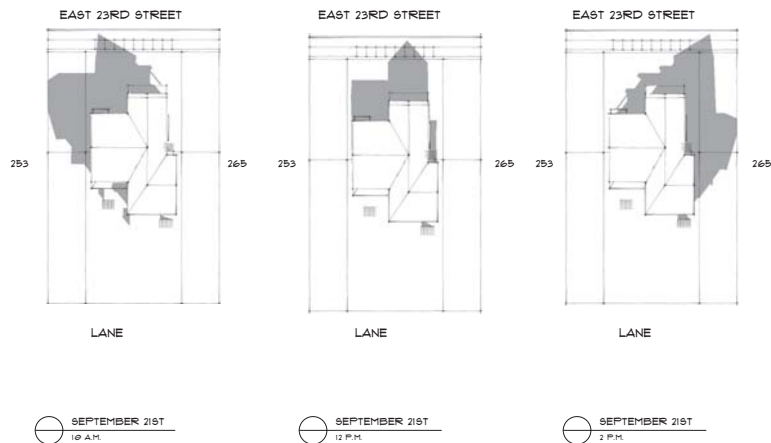 EAST 23RD STREET
253
265
LANE
SEPTEMBER 21ST
10 A.M.
EAST 23RD STREET
253
265
LANE
SEPTEMBER 21ST
12 P.M.
EAST 23RD STREET
253
265
LANE
SEPTEMBER 21ST
2 P.M.